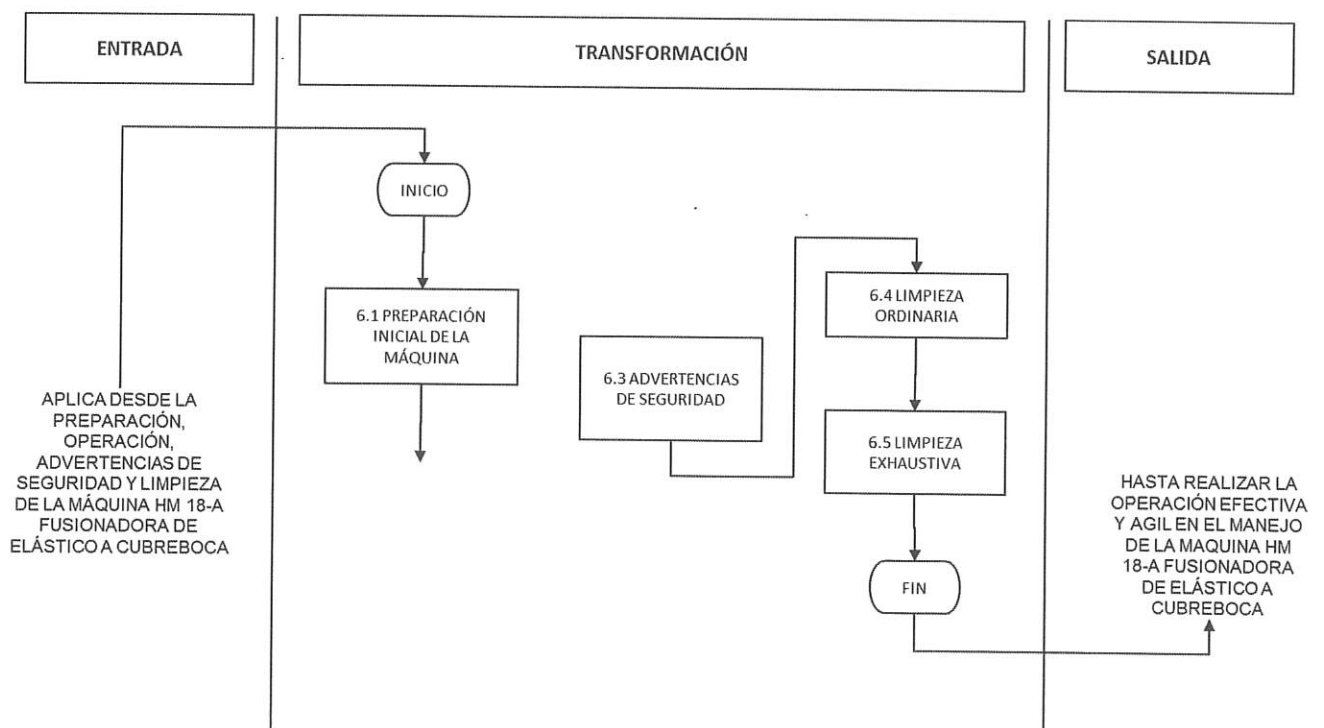 ENTRADA
TRANSFORMACIÓN
SALIDA
APLICA DESDE LA
PREPARACIÓN,
OPERACIÓN,
ADVERTENCIAS DE
SEGURIDAD Y LIMPIEZA
DE LA MÁQUINA HM 18-A
FUSIONADORA DE
ELÁSTICO A CUBREBOCA
INICIO
6.1 PREPARACIÓN
INICIAL DE LA
MÁQUINA
6.3 ADVERTENCIAS
DE SEGURIDAD
6.4 LIMPIEZA
ORDINARIA
6.5 LIMPIEZA
EXHAUSTIVA
FIN
HASTA REALIZAR LA
OPERACIÓN EFECTIVA
Y AGIL EN EL MANEJO
DE LA MAQUINA HM
18-A FUSIONADORA
DE ELÁSTICO A
CUBREBOCA